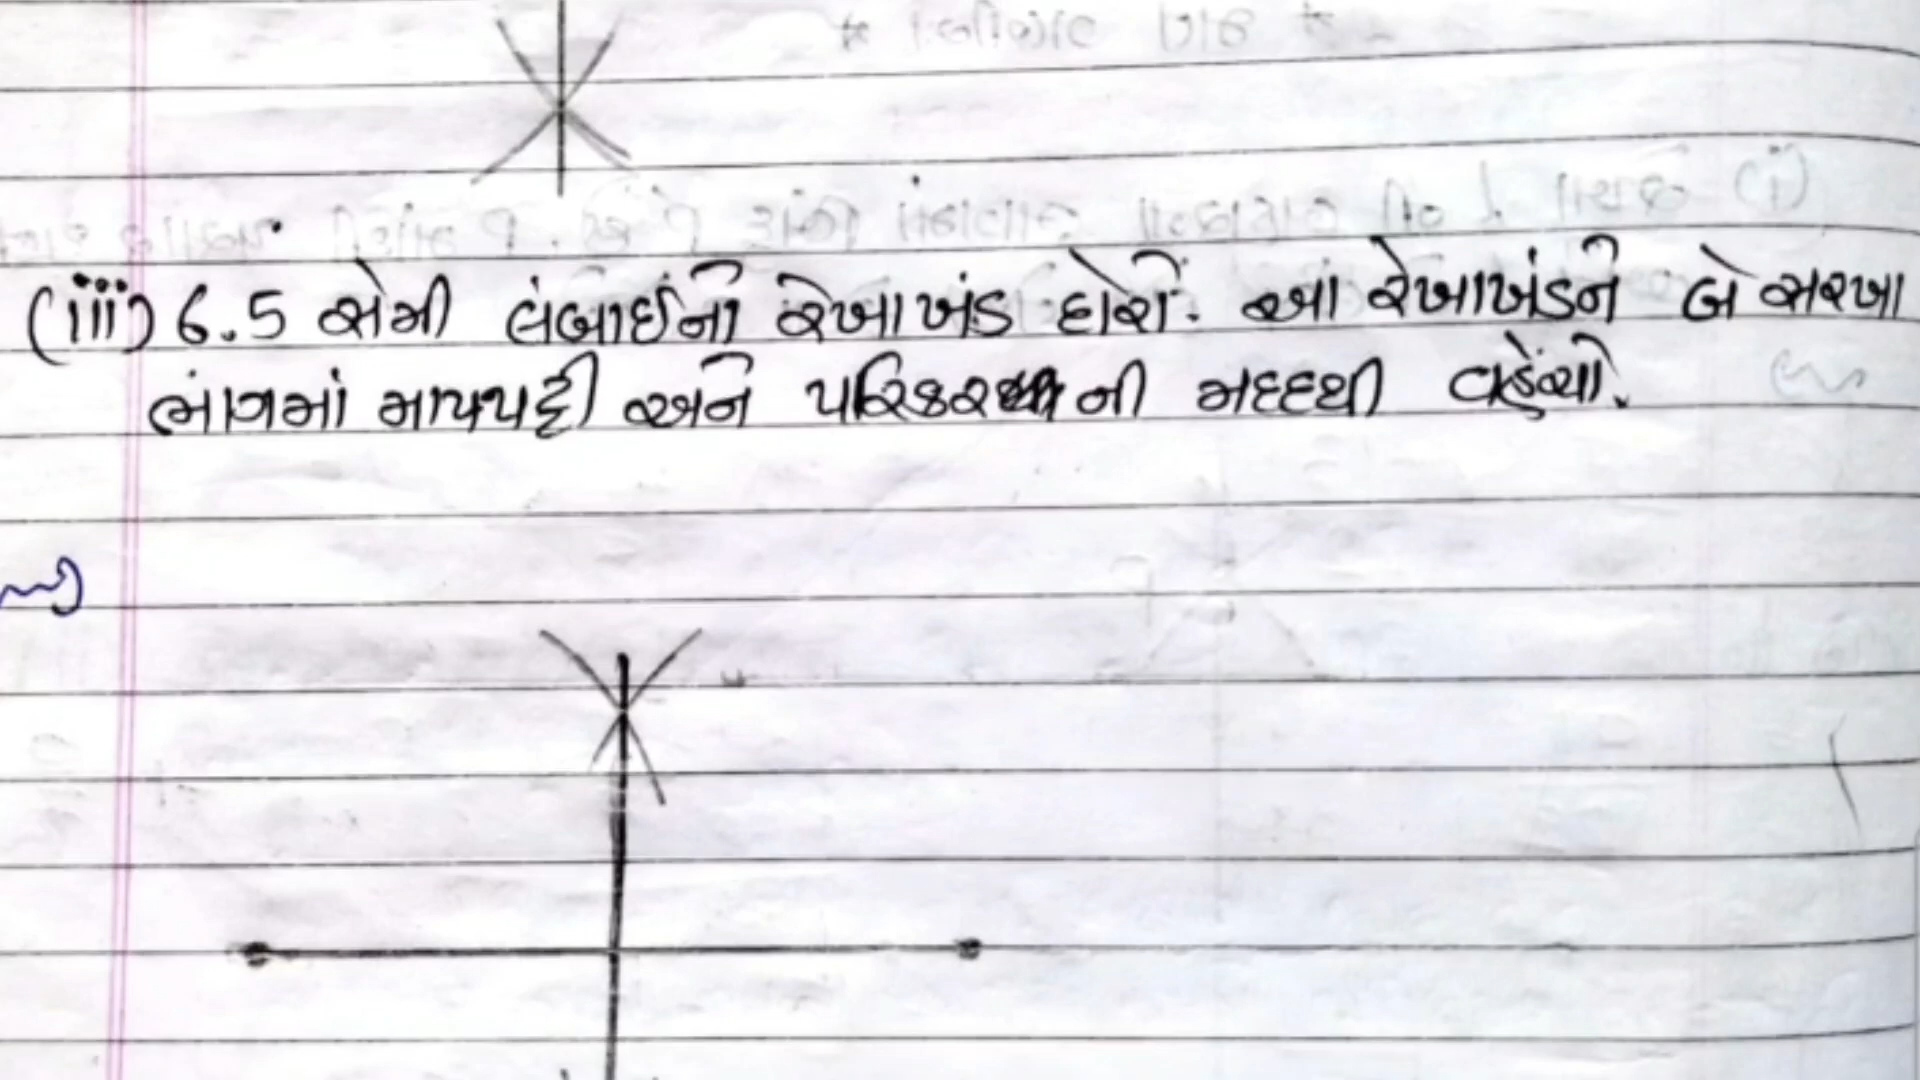 (iii) 6.5 સેમી લંબાઈનો રેખાખંડ દોરો. આ રેખાખંડને બે સરખા
ભાગમાં માપપટ્ટી અને પરિકરની મદદથી વહેંચો.